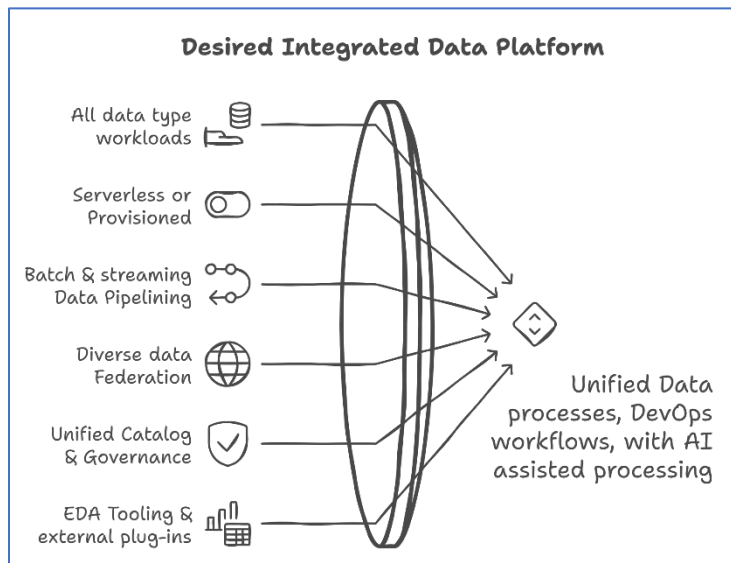 Desired Integrated Data Platform
All data type
workloads
Serverless or
Provisioned
Batch & streaming
Data Pipelining
Diverse data
Federation
Unified Catalog
& Governance
EDA Tooling &
external plug-ins
Unified Data
processes, DevOps
workflows, with AI
assisted processing